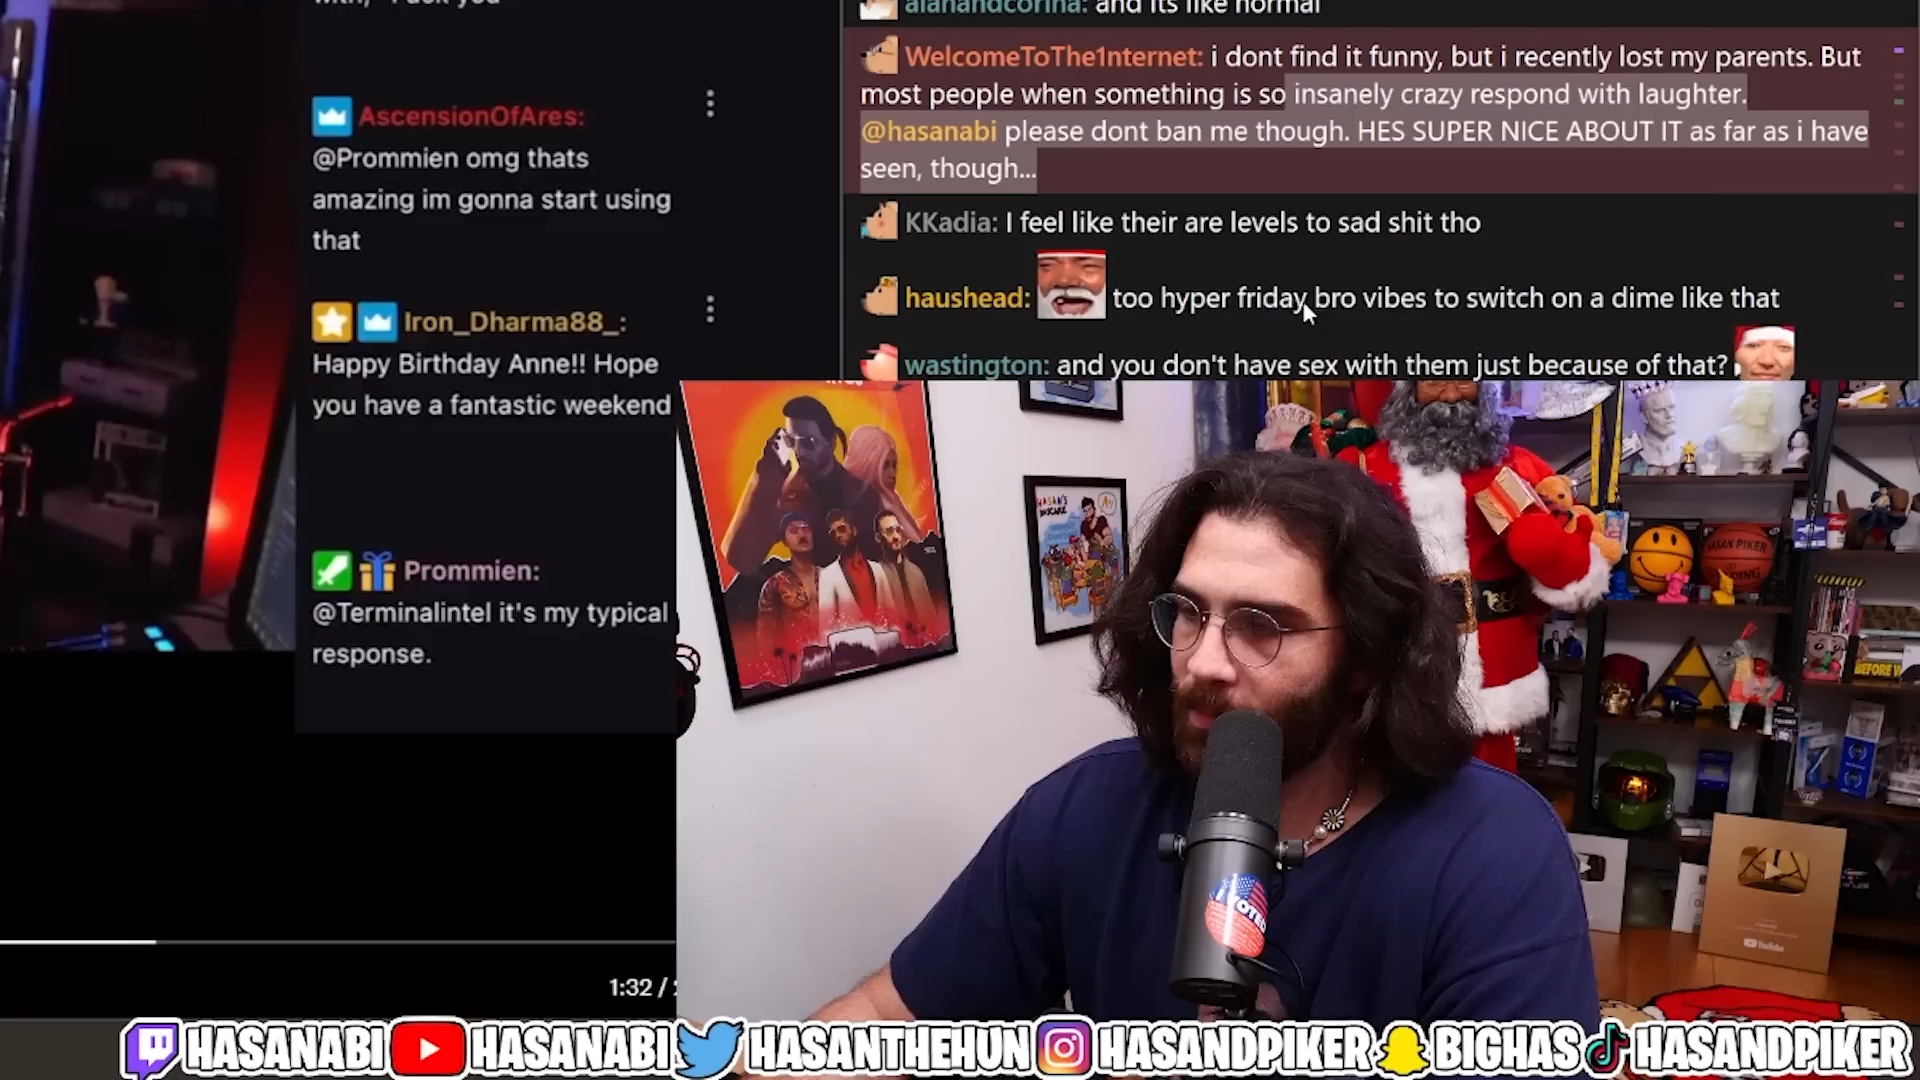 AscensionOfAres:
@Prommien omg thats
amazing im gonna start using
that
Iron_Dharma88_:
Happy Birthday Anne!! Hope
you have a fantastic weekend
Prommien:
@Terminalintel it's my typical
response.
1:32 /
alanandcorina: and its like normal
WelcomeToThe1nternet: i dont find it funny, but i recently lost my parents. But
most people when something is so insanely crazy respond with laughter.
@hasanabi please dont ban me though. HES SUPER NICE ABOUT IT as far as i have
seen, though...
KKadia: I feel like their are levels to sad shit tho
haushead: too hyper friday bro vibes to switch on a dime like that
wastington: and you don't have sex with them just because of that?
HASAN PIKER
YouTube
HASANABI HASANABI HASANTHEHUN HASANDPIKER BIGHAS HASANDPIKER